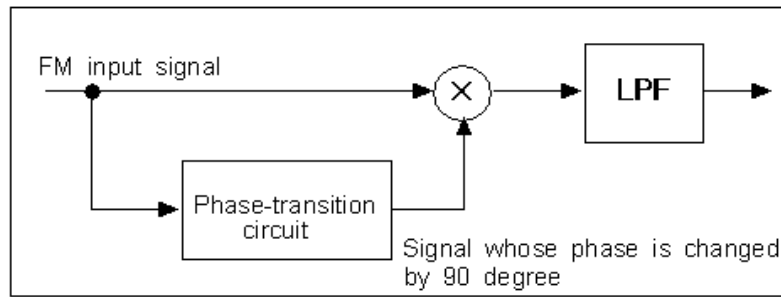 FM input signal
×
LPF
Phase-transition
circuit
Signal whose phase is changed
by 90 degree